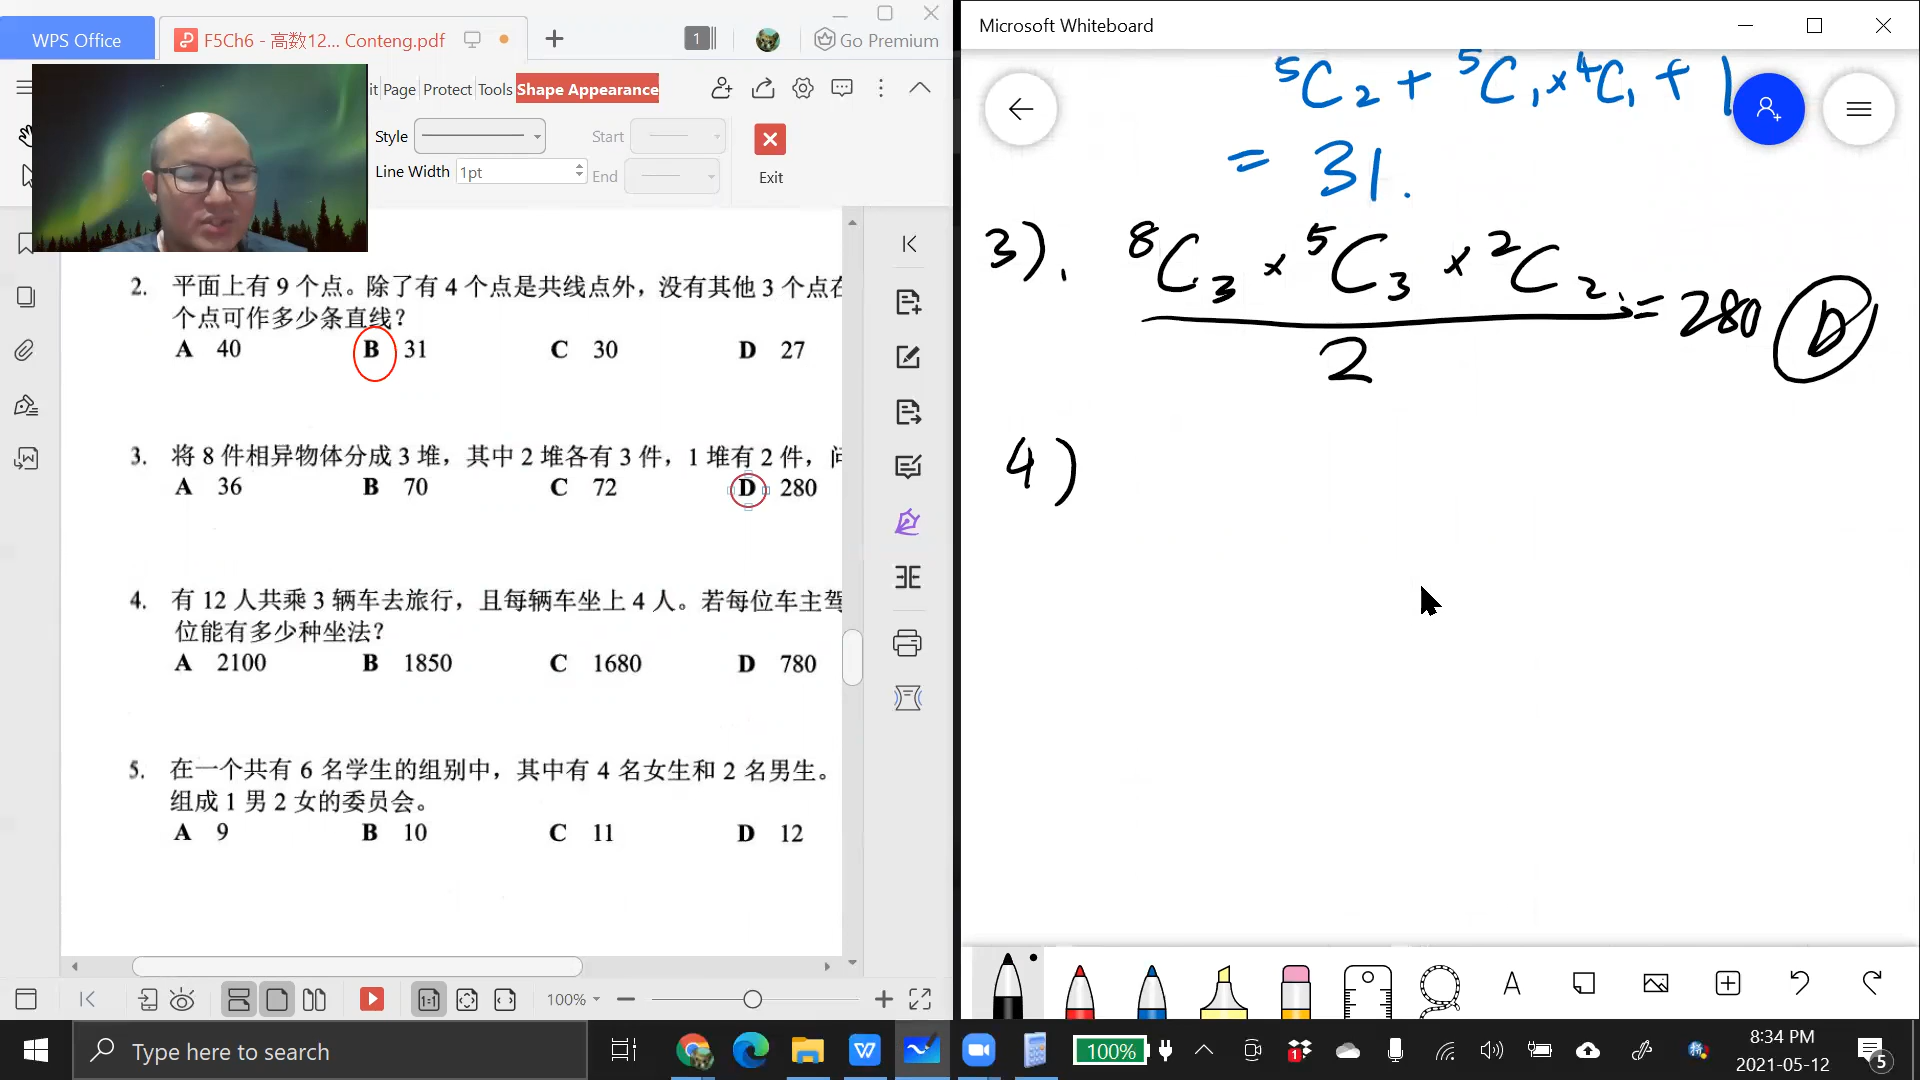 WPS Office
F5Ch6 - 高数12... Conteng.pdf
1
Go Premium
it Page Protect Tools Shape Appearance
Style
Start
Line Width 1pt
End
Exit
2. 平面上有 9 个点。除了有 4 个点是共线点外，没有其他 3 个点在
个点可作多少条直线？
A 40 B 31 C 30 D 27
3. 将 8 件相异物体分成 3 堆，其中 2 堆各有 3 件，1 堆有 2 件，问
A 36 B 70 C 72 D 280
4. 有 12 人共乘 3 辆车去旅行，且每辆车坐上 4 人。若每位车主驾
位能有多少种坐法？
A 2100 B 1850 C 1680 D 780
5. 在一个共有 6 名学生的组别中，其中有 4 名女生和 2 名男生。
组成 1 男 2 女的委员会。
A 9 B 10 C 11 D 12
100%
Microsoft Whiteboard
⁵C₂ + ⁵C₁ × ⁴C₁ + 1
= 31.
3). ⁸C₃ × ⁵C₃ × ²C₂ = 280 D
2
4)
Type here to search
100%
1
8:34 PM
2021-05-12
5